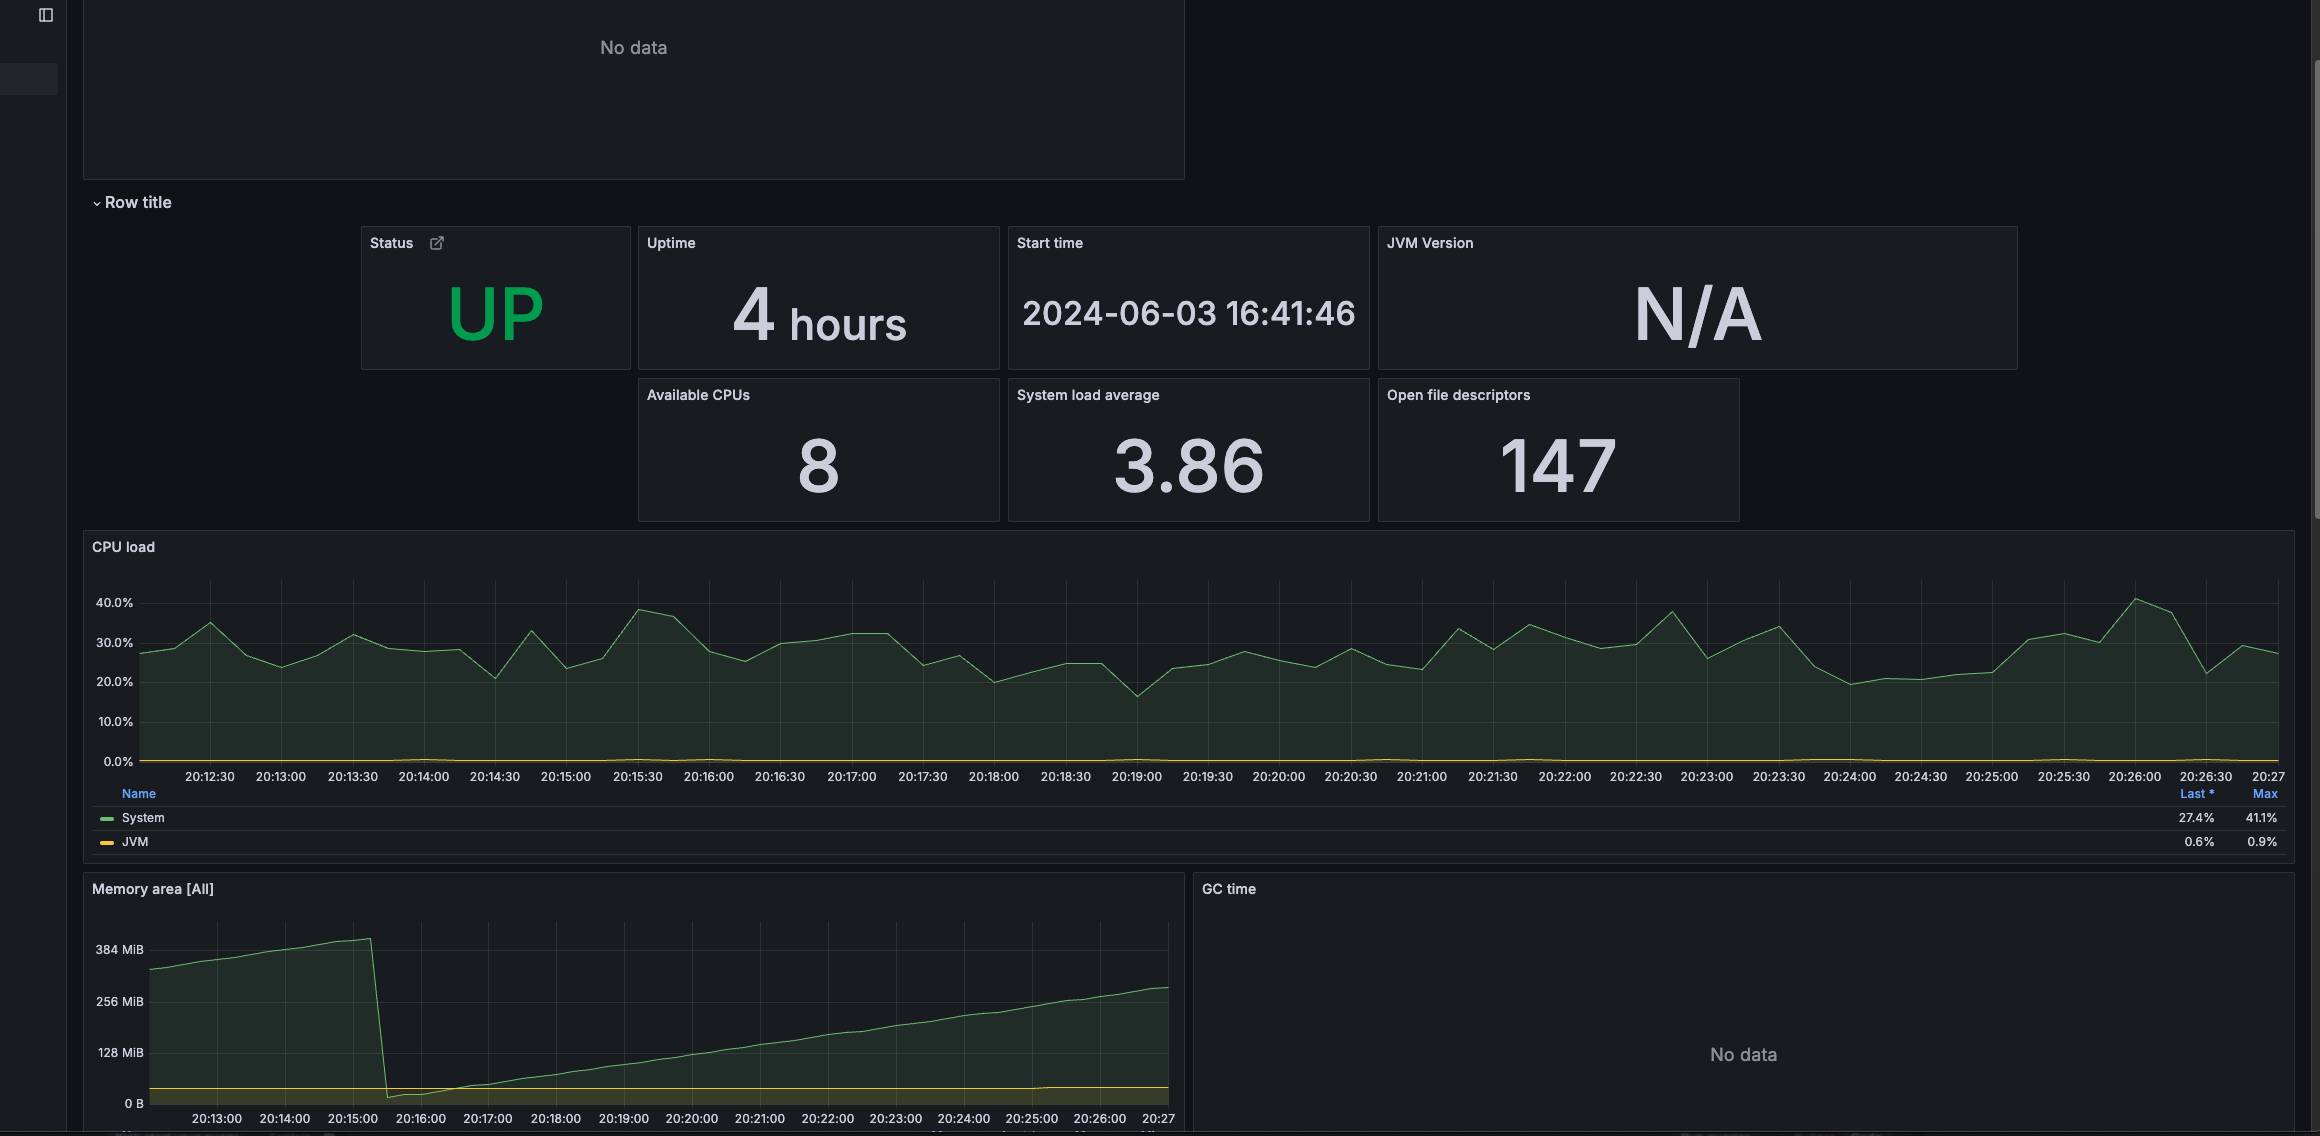 No data
Row title
Status
UP
Uptime
4 hours
Start time
2024-06-03 16:41:46
JVM Version
N/A
Available CPUs
8
System load average
3.86
Open file descriptors
147
CPU load
40.0%
30.0%
20.0%
10.0%
0.0%
20:12:30 20:13:00 20:13:30 20:14:00 20:14:30 20:15:00 20:15:30 20:16:00 20:16:30 20:17:00 20:17:30 20:18:00 20:18:30 20:19:00 20:19:30 20:20:00 20:20:30 20:21:00 20:21:30 20:22:00 20:22:30 20:23:00 20:23:30 20:24:00 20:24:30 20:25:00 20:25:30 20:26:00 20:26:30 20:27
Name Last * Max
System 27.4% 41.1%
JVM 0.6% 0.9%
Memory area [All]
384 MiB
256 MiB
128 MiB
0 B
20:13:00 20:14:00 20:15:00 20:16:00 20:17:00 20:18:00 20:19:00 20:20:00 20:21:00 20:22:00 20:23:00 20:24:00 20:25:00 20:26:00 20:27
GC time
No data